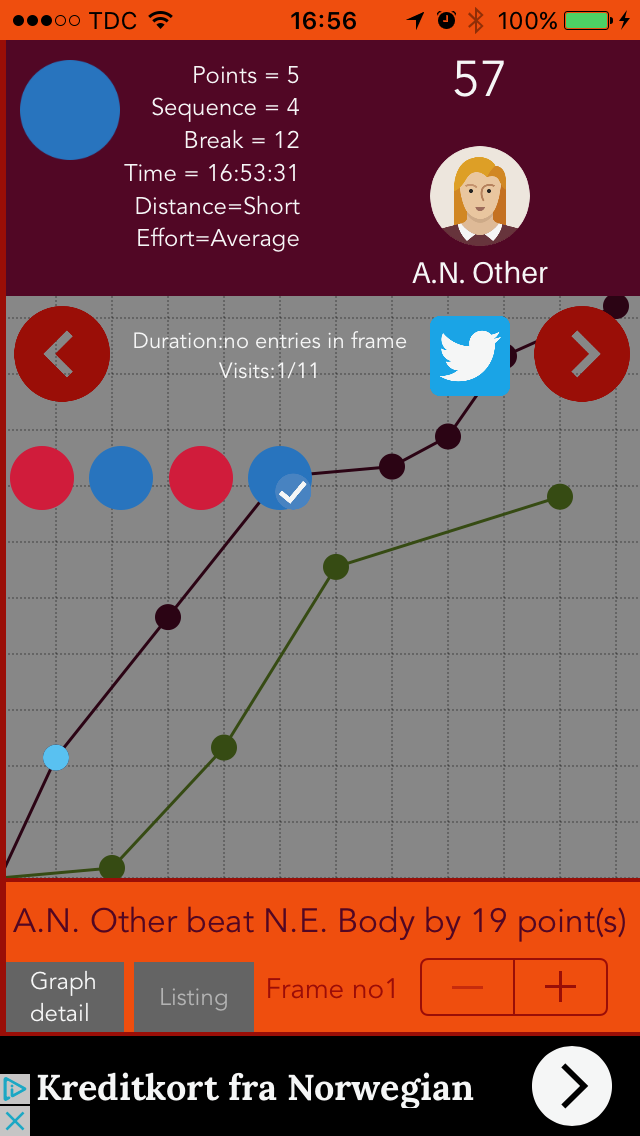 TDC 16:56 100%
Points = 5
Sequence = 4
Break = 12
Time = 16:53:31
Distance=Short
Effort=Average
57
A.N. Other
Duration:no entries in frame
Visits:1/11
A.N. Other beat N.E. Body by 19 point(s)
Graph
detail
Listing
Frame no1
Kreditkort fra Norwegian